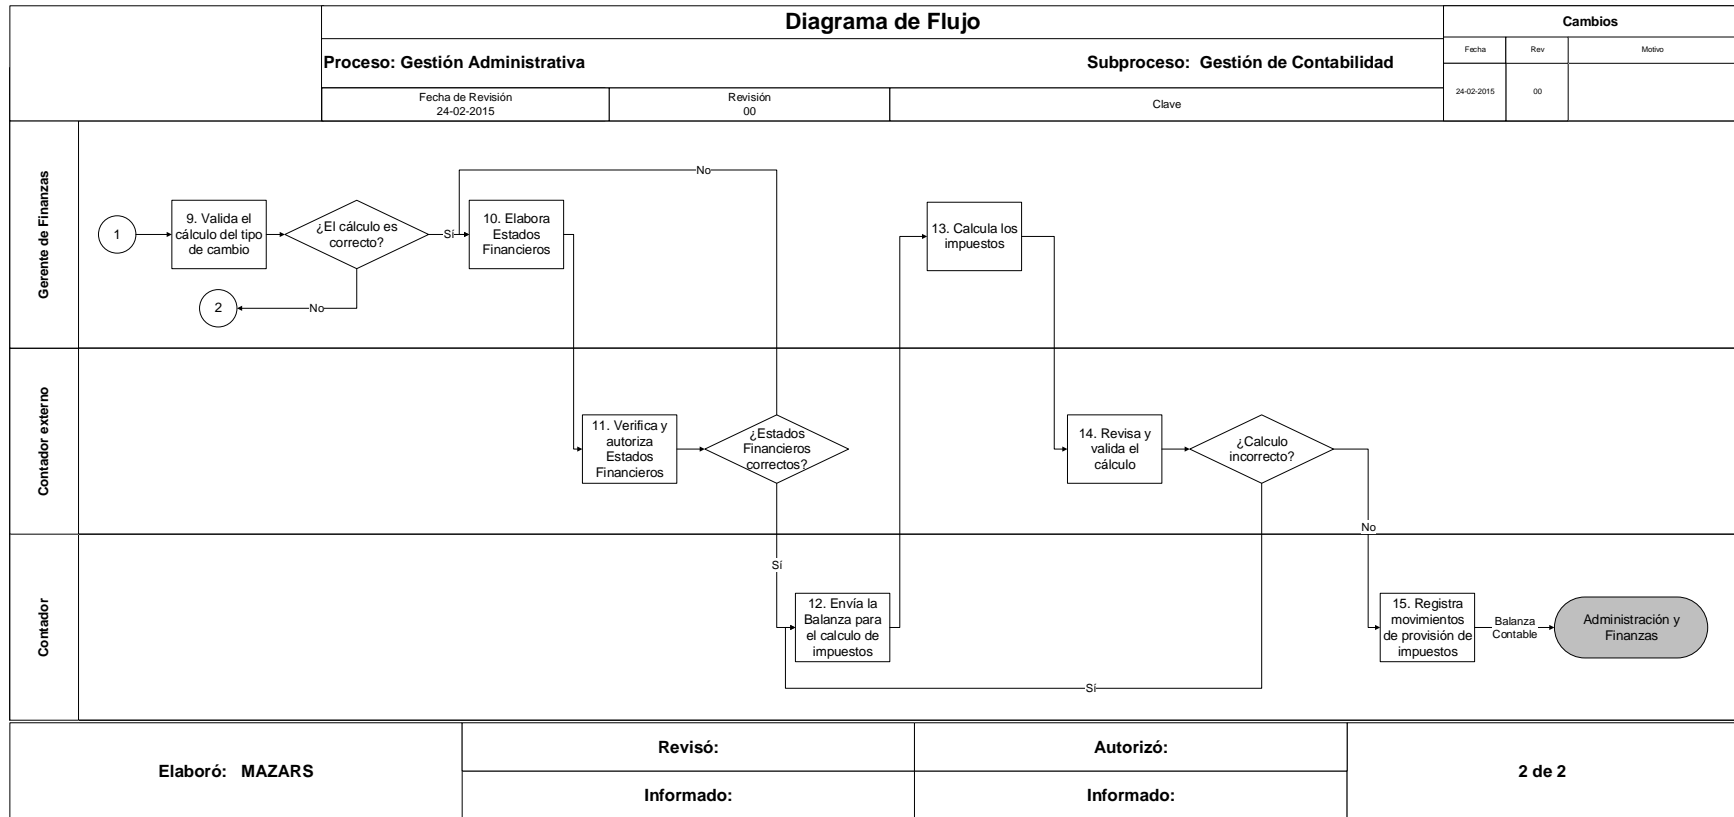 Diagrama de Flujo
Cambios
Proceso: Gestión Administrativa
Subproceso: Gestión de Contabilidad
Fecha
Rev
Motivo
Fecha de Revisión
24-02-2015
Revisión
00
Clave
24-02-2015
00
Gerente de Finanzas
1
9. Valida el
cálculo del tipo
de cambio
¿El cálculo es
correcto?
Sí
No
2
10. Elabora
Estados
Financieros
No
13. Calcula los
impuestos
Contador externo
11. Verifica y
autoriza
Estados
Financieros
¿Estados
Financieros
correctos?
14. Revisa y
valida el
cálculo
¿Calculo
incorrecto?
No
Contador
Sí
12. Envía la
Balanza para
el calculo de
impuestos
Sí
15. Registra
movimientos
de provisión de
impuestos
Balanza
Contable
Administración y
Finanzas
Elaboró: MAZARS
Revisó:
Autorizó:
Informado:
Informado:
2 de 2